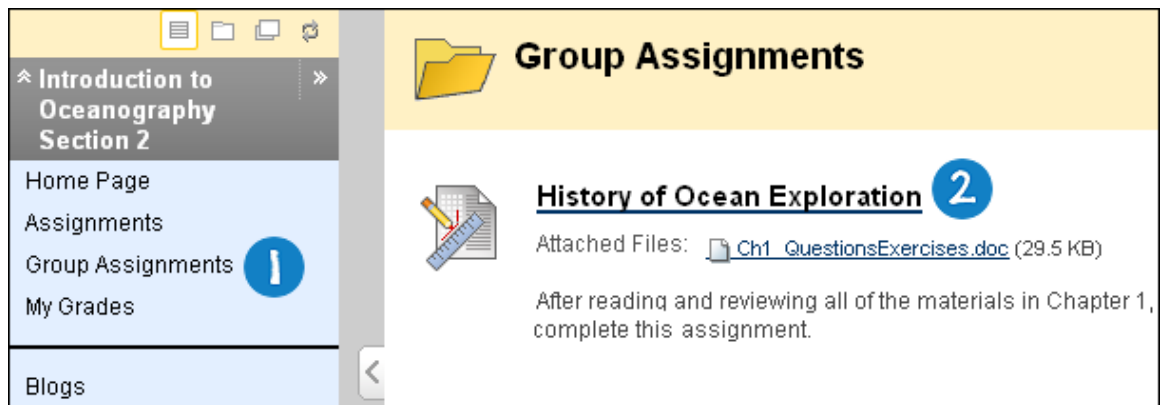 Introduction to
Oceanography
Section 2
Home Page
Assignments
Group Assignments
1
My Grades
Blogs
Group Assignments
History of Ocean Exploration
2
Attached Files: Ch1_QuestionsExercises.doc (29.5 KB)
After reading and reviewing all of the materials in Chapter 1,
complete this assignment.